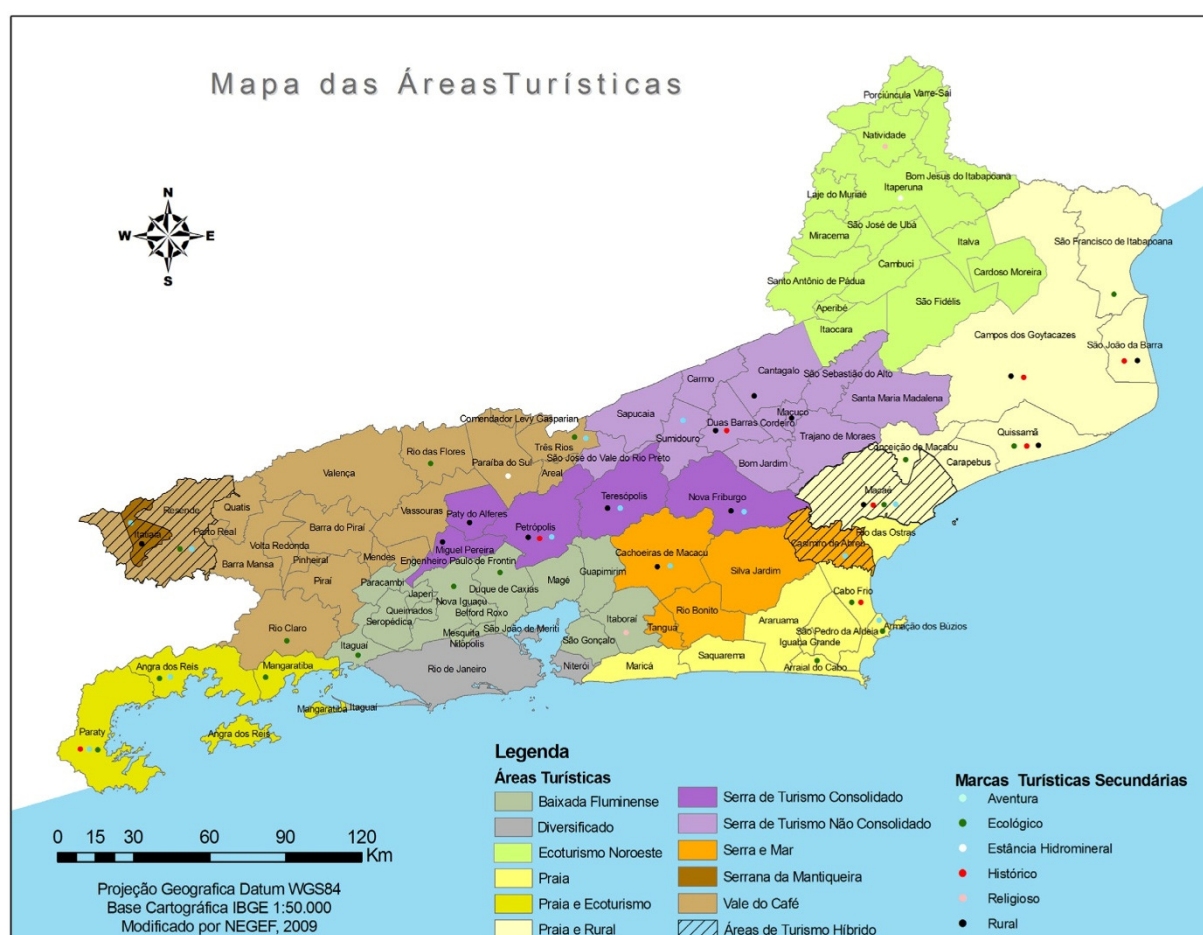 Mapa das ÁreasTurísticas
N
W E
S
Porciúncula
Varre-Sai
Natividade
Bom Jesus do Itabapoana
Itaperuna
Laje do Muriaé
São José de Ubá
Miracema
Italva
São Francisco de Itabapoana
Cambuci
Cardoso Moreira
Santo Antônio de Pádua
São Fidélis
Aperibé
Itaocara
Campos dos Goytacazes
São João da Barra
Cantagalo
São Sebastião do Alto
Carmo
Santa Maria Madalena
Sapucaia
Macuco
Comendador Levy Gasparian
Duas Barras
Cordeiro
Sumidouro
Trajano de Moraes
Quissamã
Três Rios
Conceição de Macabu
Rio das Flores
São José do Vale do Rio Preto
Carapebus
Paraíba do Sul
Areal
Bom Jardim
Valença
Macaé
Teresópolis
Nova Friburgo
Resende
Quatis
Vassouras
Paty do Alferes
Petrópolis
Porto Real
Barra do Piraí
Rio das Ostras
Itatiaia
Casimiro de Abreu
Volta Redonda
Miguel Pereira
Cachoeiras de Macacu
Mendes
Engenheiro Paulo de Frontin
Barra Mansa
Pinheiral
Guapimirim
Silva Jardim
Piraí
Paracambi
Magé
Duque de Caxias
Japeri
Cabo Frio
Nova Iguaçu
Queimados
Rio Bonito
Belford Roxo
Seropédica
Itaboraí
Araruama
Rio Claro
São João de Meriti
Tanguá
Armação dos Búzios
Mesquita
São Pedro da Aldeia
São Gonçalo
Iguaba Grande
Nilópolis
Itaguaí
Saquarema
Angra dos Reis
Mangaratiba
Rio de Janeiro
Niterói
Maricá
Arraial do Cabo
Mangaratiba
Itaguaí
Paraty
Angra dos Reis
Legenda
Áreas Turísticas
Baixada Fluminense
Diversificado
Ecoturismo Noroeste
Praia
Praia e Ecoturismo
Praia e Rural
Serra de Turismo Consolidado
Serra de Turismo Não Consolidado
Serra e Mar
Serrana da Mantiqueira
Vale do Café
Áreas de Turismo Híbrido
Marcas Turísticas Secundárias
Aventura
Ecológico
Estância Hidromineral
Histórico
Religioso
Rural
0 15 30 60 90 120
Km
Projeção Geografica Datum WGS84
Base Cartográfica IBGE 1:50.000
Modificado por NEGEF, 2009